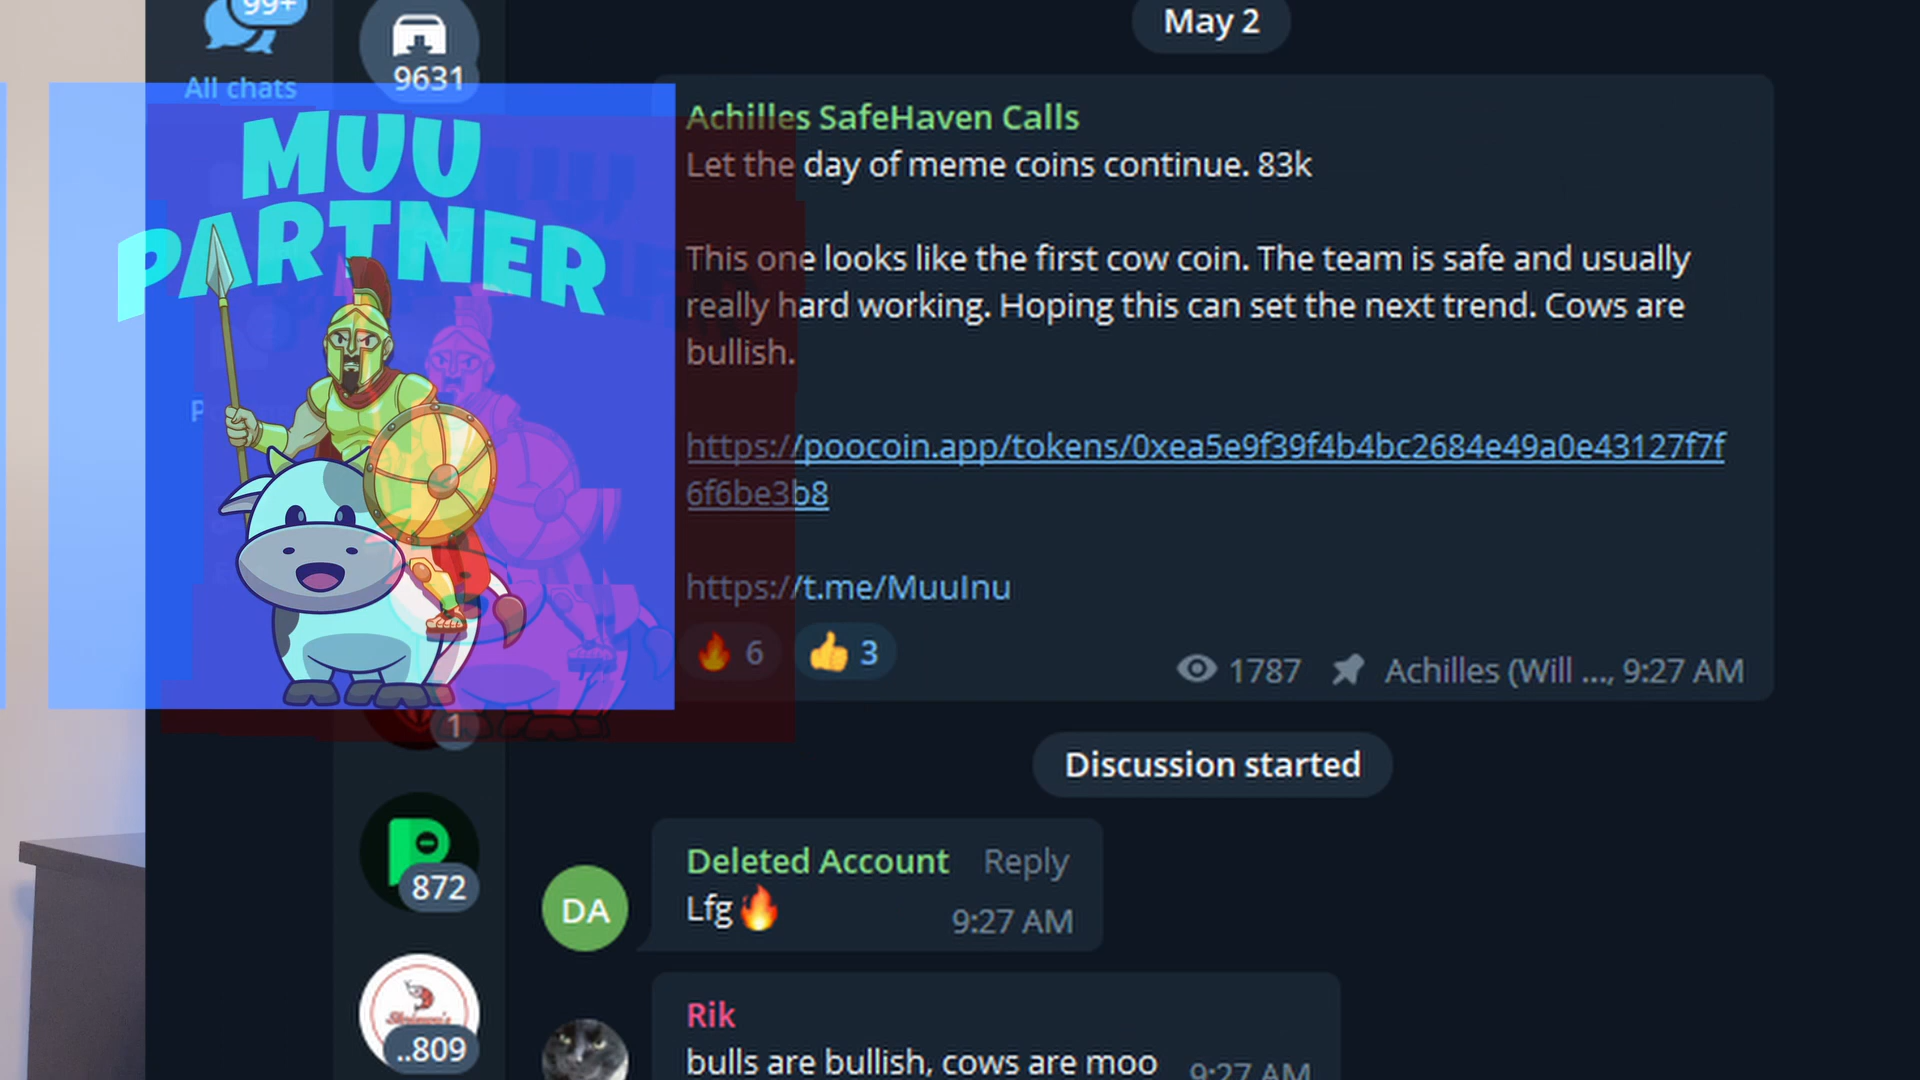 99+
All chats
9631
May 2
MUU
PARTNER
Achilles SafeHaven Calls
Let the day of meme coins continue. 83k
This one looks like the first cow coin. The team is safe and usually
really hard working. Hoping this can set the next trend. Cows are
bullish.
https://poocoin.app/tokens/0xea5e9f39f4b4bc2684e49a0e43127f7f
6f6be3b8
https://t.me/MuuInu
🔥 6 👍 3
1787 Achilles (Will ..., 9:27 AM
1
Discussion started
872
DA
Deleted Account Reply
Lfg🔥
9:27 AM
..809
Rik
bulls are bullish, cows are moo
9:27 AM